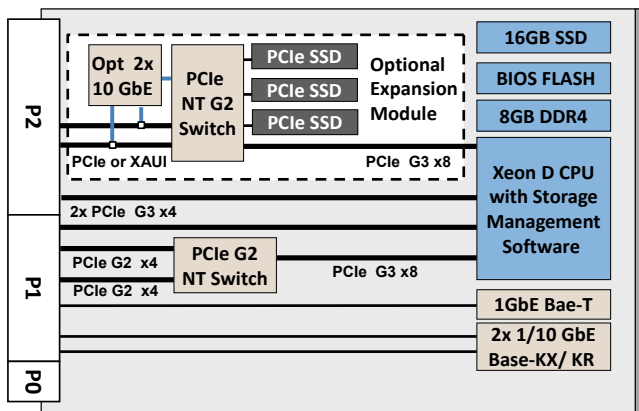 P2
P1
P0
Opt 2x
10 GbE
PCIe
NT G2
Switch
PCIe SSD
PCIe SSD
PCIe SSD
Optional
Expansion
Module
PCIe or XAUI
PCIe G3 x8
16GB SSD
BIOS FLASH
8GB DDR4
Xeon D CPU
with Storage
Management
Software
2x PCIe G3 x4
PCIe G2 x4
PCIe G2 x4
PCIe G2
NT Switch
PCIe G3 x8
1GbE Bae-T
2x 1/10 GbE
Base-KX/ KR